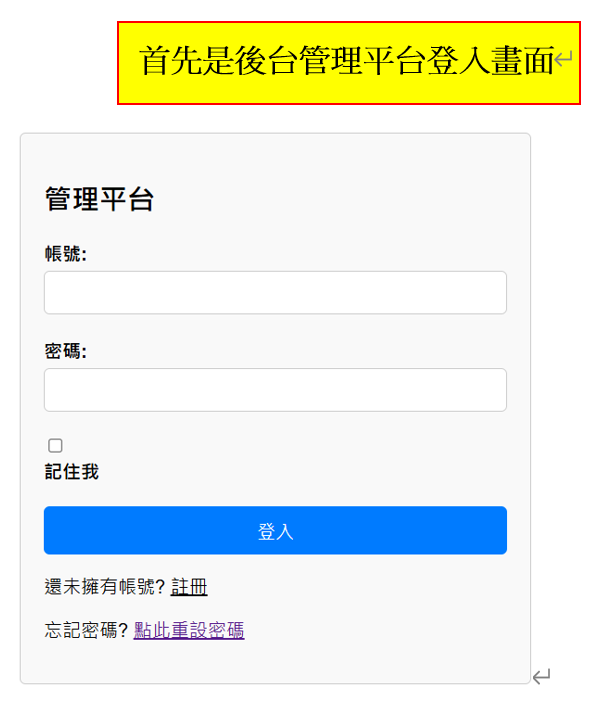 首先是後台管理平台登入畫面↵
管理平台
帳號:
密碼:
記住我
登入
還未擁有帳號? 註冊
忘記密碼? 點此重設密碼
↵